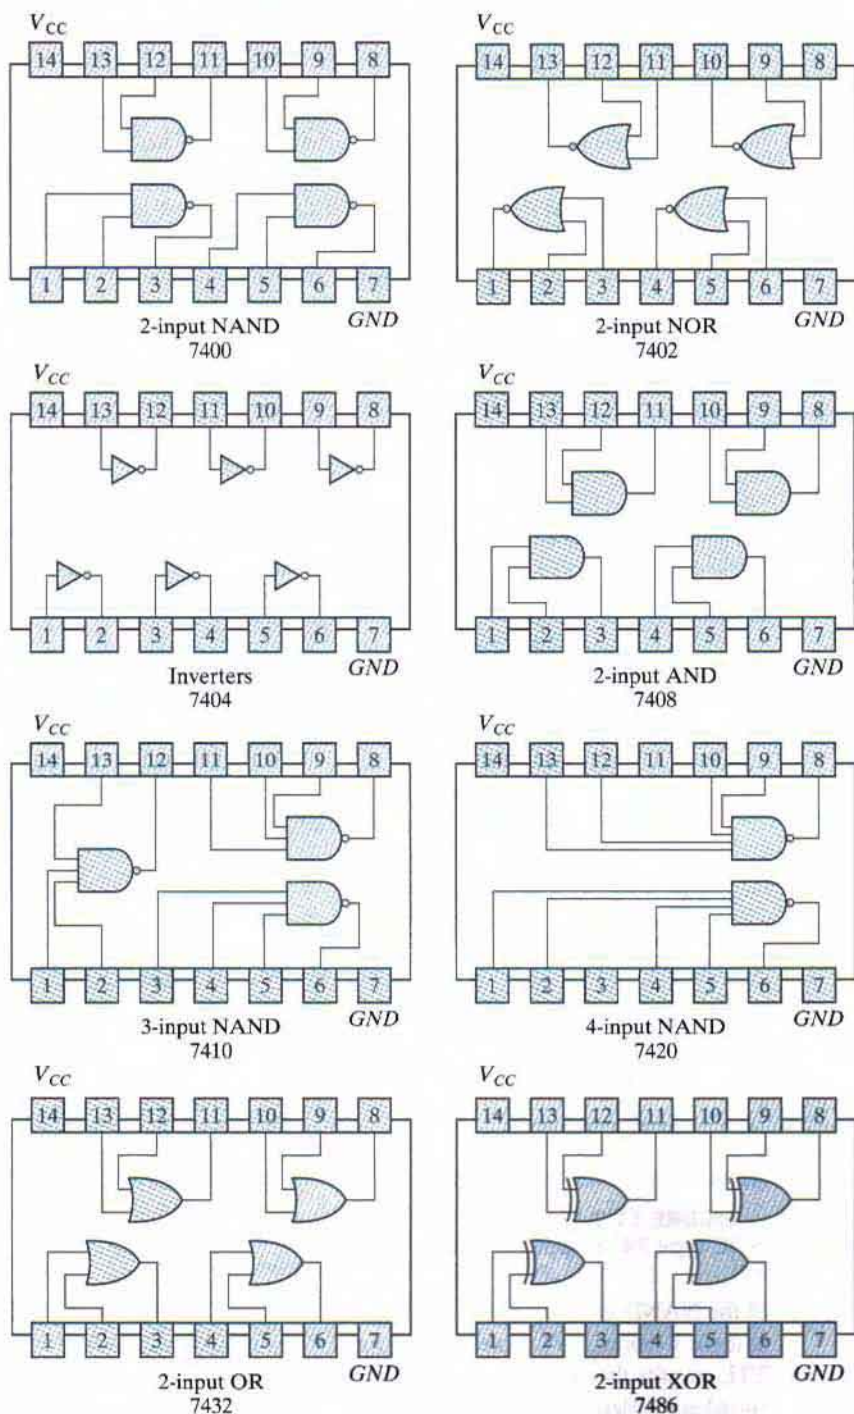 VCC
14 13 12 11 10 9 8
1 2 3 4 5 6 7
GND
2-input NAND
7400
VCC
14 13 12 11 10 9 8
1 2 3 4 5 6 7
GND
2-input NOR
7402
VCC
14 13 12 11 10 9 8
1 2 3 4 5 6 7
GND
Inverters
7404
VCC
14 13 12 11 10 9 8
1 2 3 4 5 6 7
GND
2-input AND
7408
VCC
14 13 12 11 10 9 8
1 2 3 4 5 6 7
GND
3-input NAND
7410
VCC
14 13 12 11 10 9 8
1 2 3 4 5 6 7
GND
4-input NAND
7420
VCC
14 13 12 11 10 9 8
1 2 3 4 5 6 7
GND
2-input OR
7432
VCC
14 13 12 11 10 9 8
1 2 3 4 5 6 7
GND
2-input XOR
7486